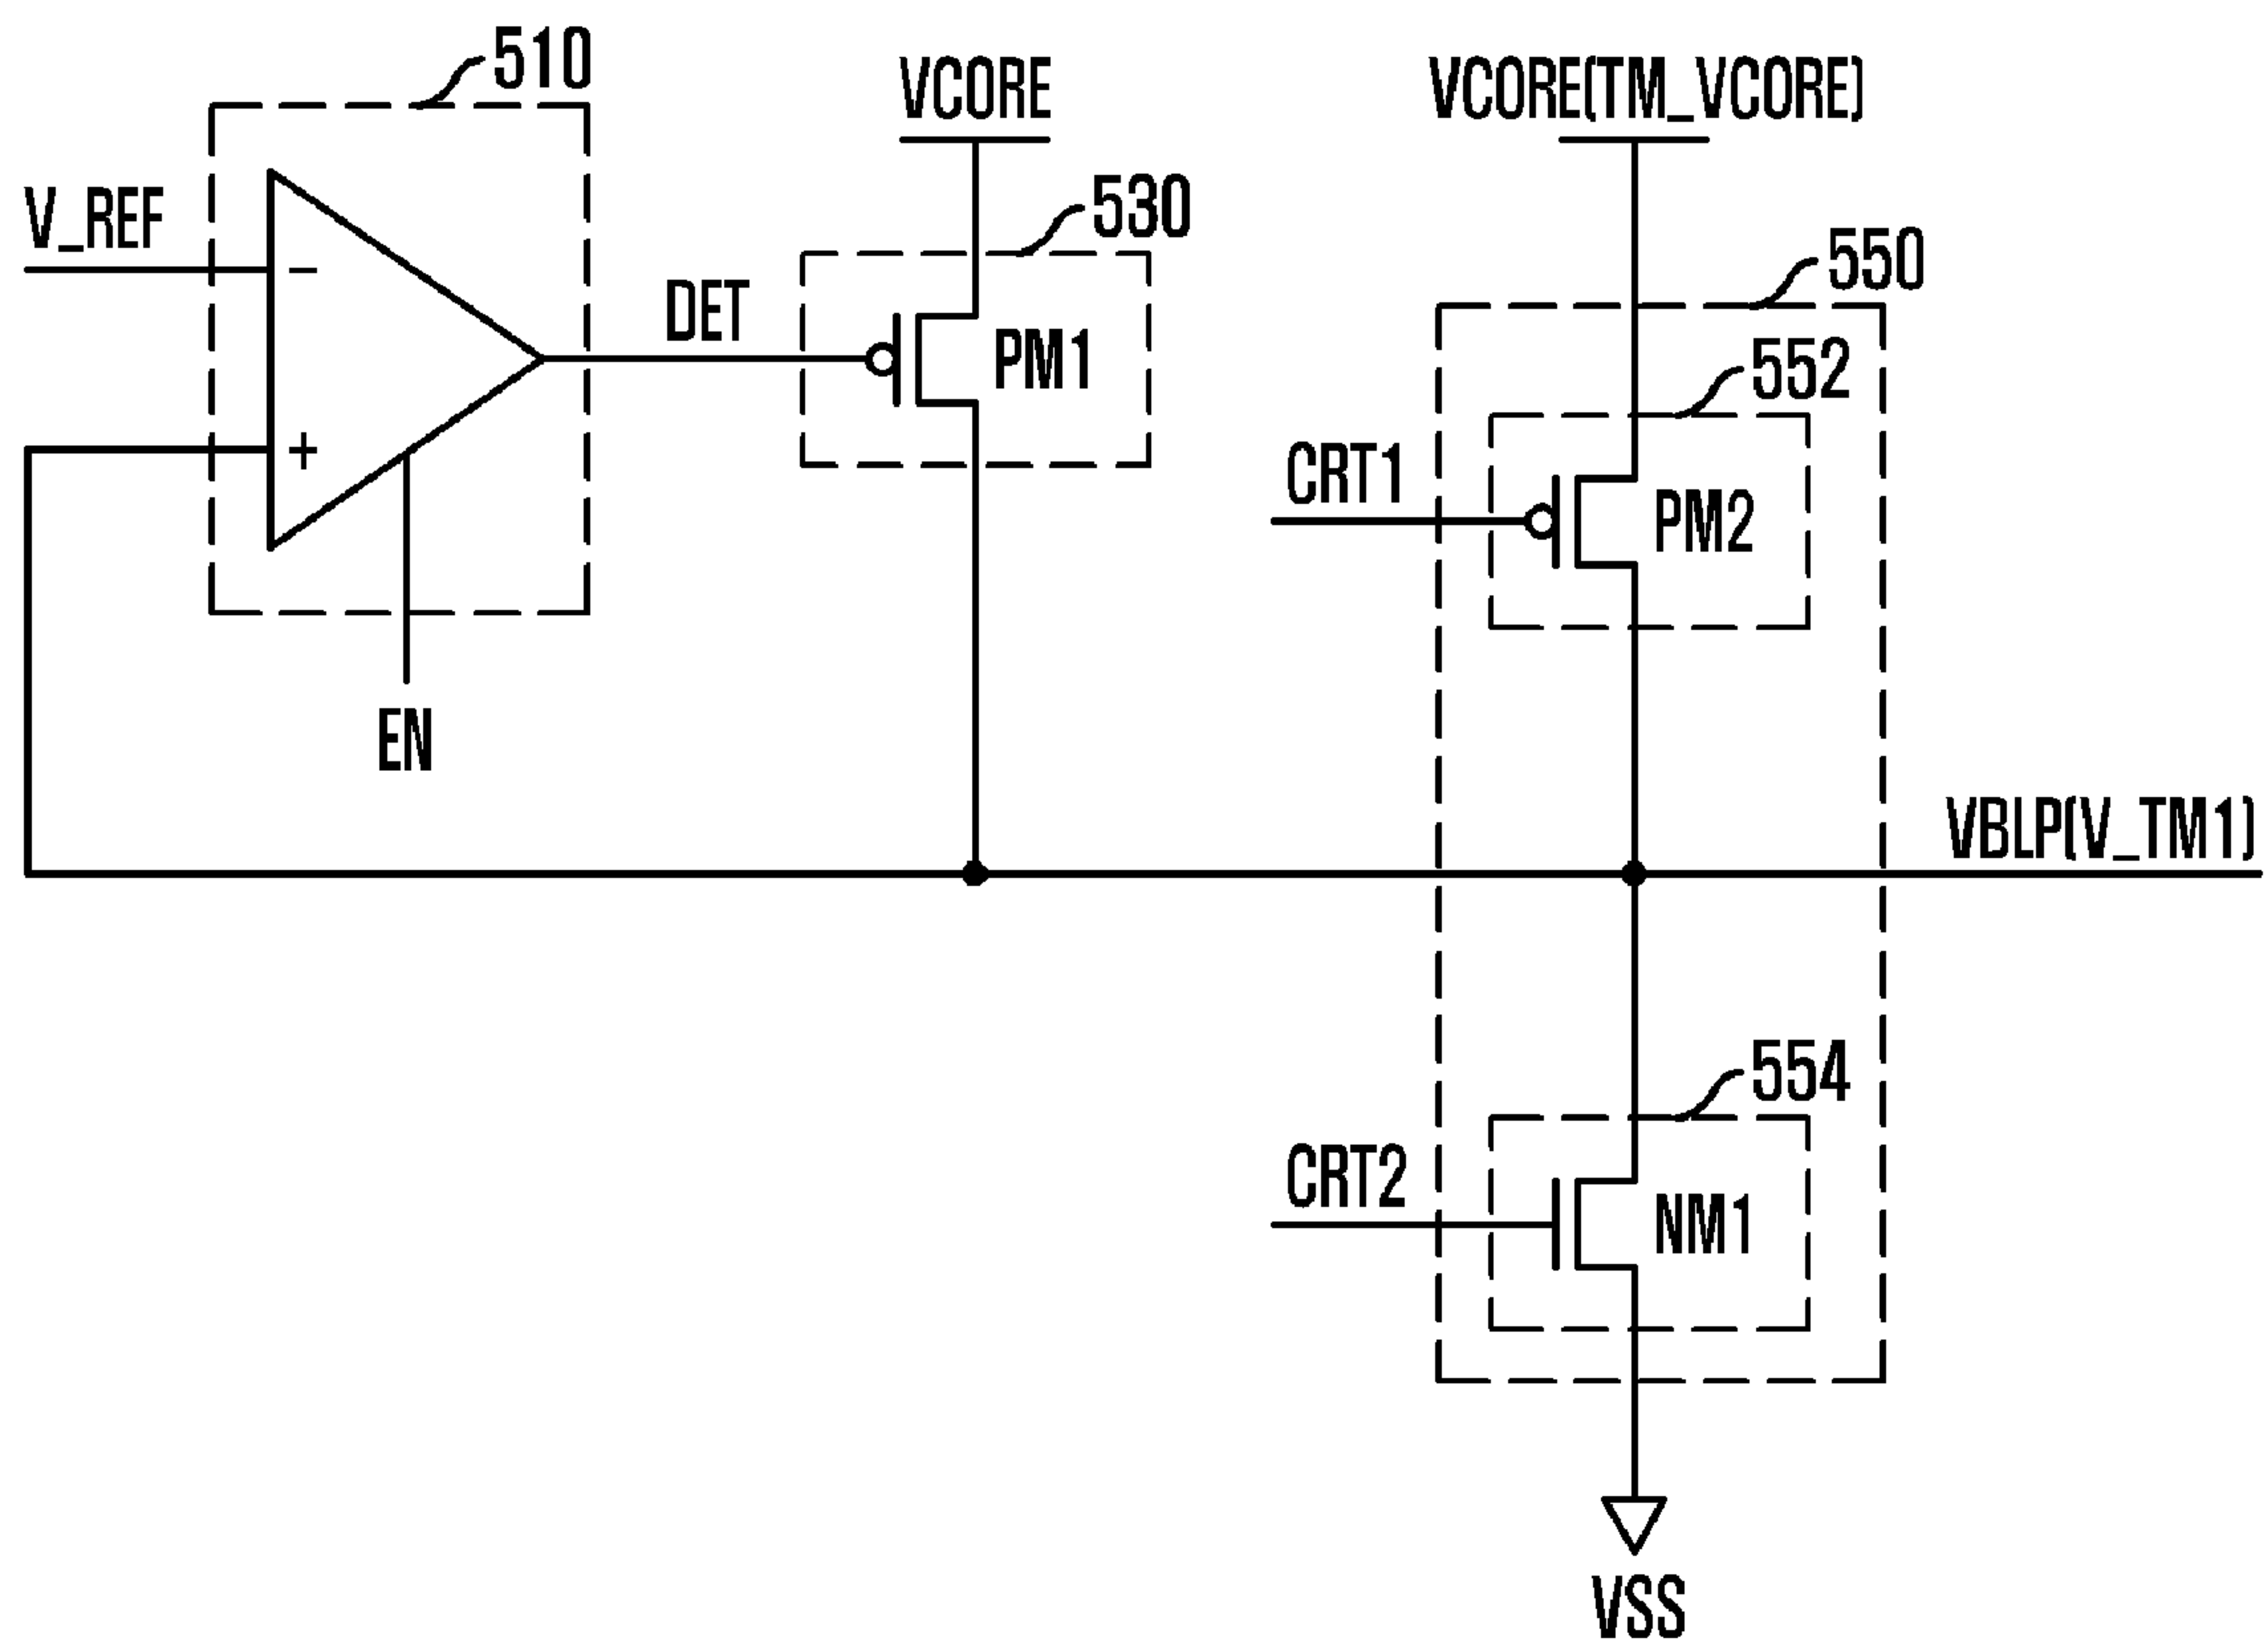 510
VCORE
VCORE(TM_VCORE)
V_REF
530
550
−
DET
PM1
552
+
CRT1
PM2
EN
VBLP(V_TM1)
554
CRT2
NM1
VSS